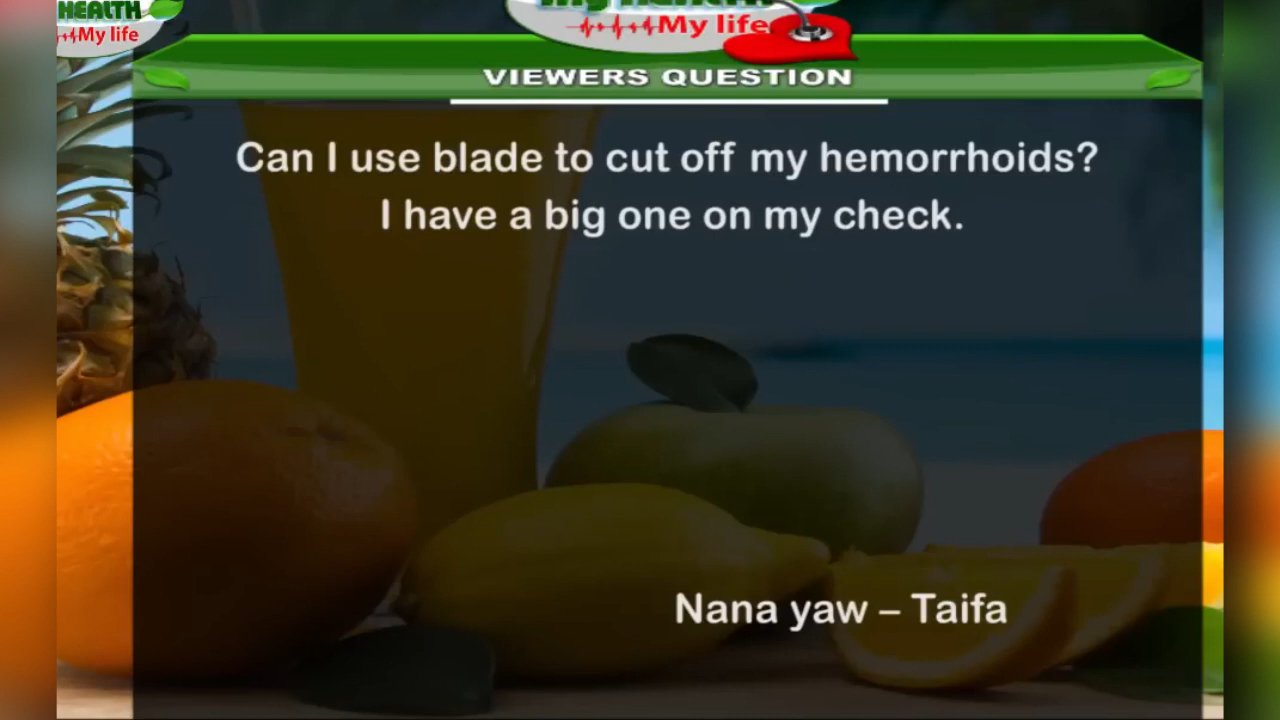 HEALTH
My life
My life
VIEWERS QUESTION
Can I use blade to cut off my hemorrhoids?
I have a big one on my check.
Nana yaw – Taifa